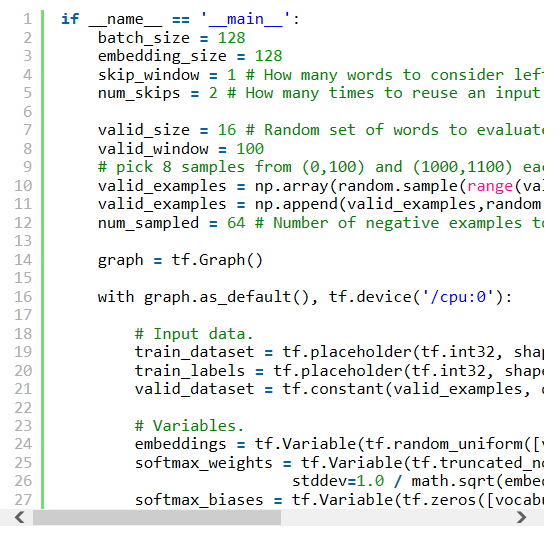 1 if __name__ == '__main__':
2 batch_size = 128
3 embedding_size = 128
4 skip_window = 1 # How many words to consider lef
5 num_skips = 2 # How many times to reuse an input
6
7 valid_size = 16 # Random set of words to evaluat
8 valid_window = 100
9 # pick 8 samples from (0,100) and (1000,1100) ea
10 valid_examples = np.array(random.sample(range(va
11 valid_examples = np.append(valid_examples,random
12 num_sampled = 64 # Number of negative examples t
13
14 graph = tf.Graph()
15
16 with graph.as_default(), tf.device('/cpu:0'):
17
18 # Input data.
19 train_dataset = tf.placeholder(tf.int32, sha
20 train_labels = tf.placeholder(tf.int32, shap
21 valid_dataset = tf.constant(valid_examples,
22
23 # Variables.
24 embeddings = tf.Variable(tf.random_uniform([
25 softmax_weights = tf.Variable(tf.truncated_n
26 stddev=1.0 / math.sqrt(embe
27 softmax_biases = tf.Variable(tf.zeros([vocab